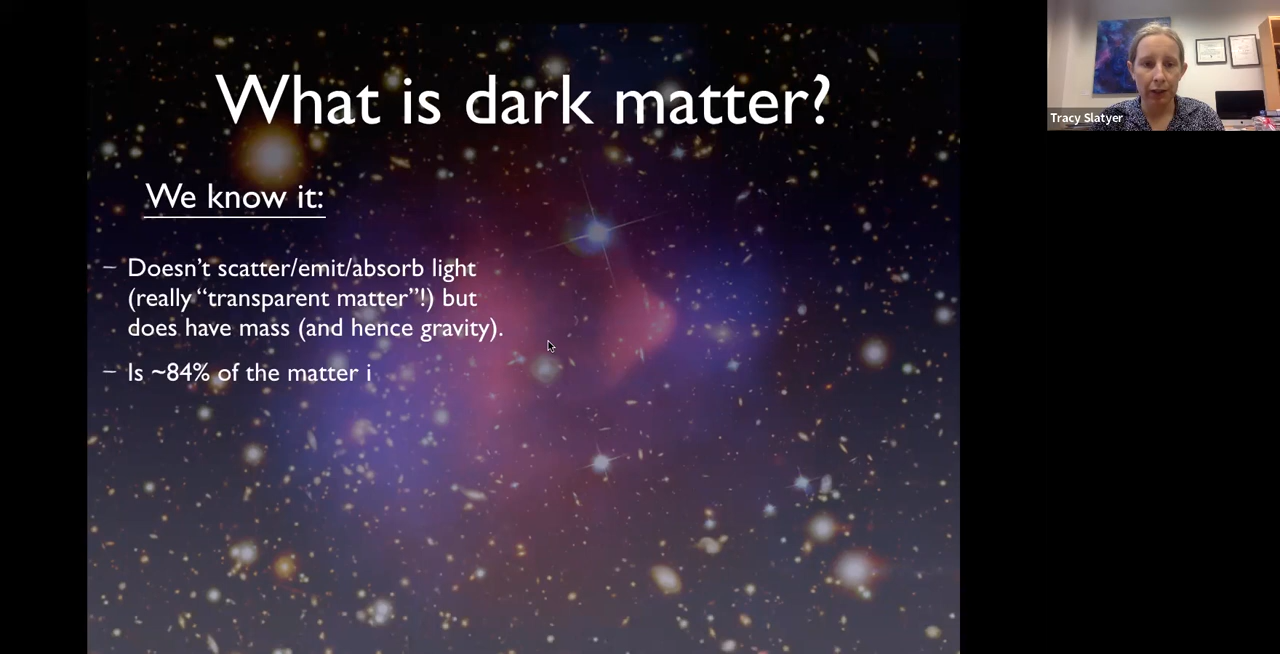 What is dark matter?
Tracy Slatyer
We know it:
– Doesn't scatter/emit/absorb light
(really “transparent matter”!) but
does have mass (and hence gravity).
– Is ~84% of the matter i